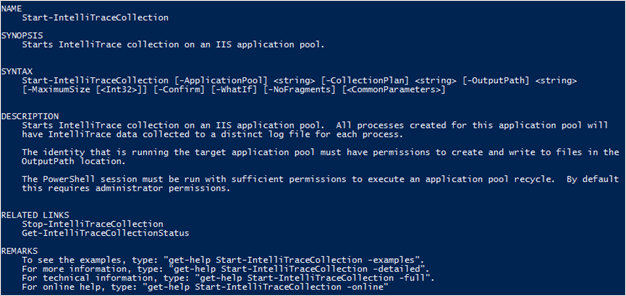 NAME
Start-IntelliTraceCollection
SYNOPSIS
Starts IntelliTrace collection on an IIS application pool.
SYNTAX
Start-IntelliTraceCollection [-ApplicationPool] <string> [-CollectionPlan] <string> [-OutputPath] <string>
[-MaximumSize [<Int32>]] [-Confirm] [-WhatIf] [-NoFragments] [<CommonParameters>]
DESCRIPTION
Starts IntelliTrace collection on an IIS application pool.  All processes created for this application pool will
have IntelliTrace data collected to a distinct log file for each process.
The identity that is running the target application pool must have permissions to create and write to files in the
OutputPath location.
The PowerShell session must be run with sufficient permissions to execute an application pool recycle.  By default
this requires administrator permissions.
RELATED LINKS
Stop-IntelliTraceCollection
Get-IntelliTraceCollectionStatus
REMARKS
To see the examples, type: "get-help Start-IntelliTraceCollection -examples".
For more information, type: "get-help Start-IntelliTraceCollection -detailed".
For technical information, type: "get-help Start-IntelliTraceCollection -full".
For online help, type: "get-help Start-IntelliTraceCollection -online"